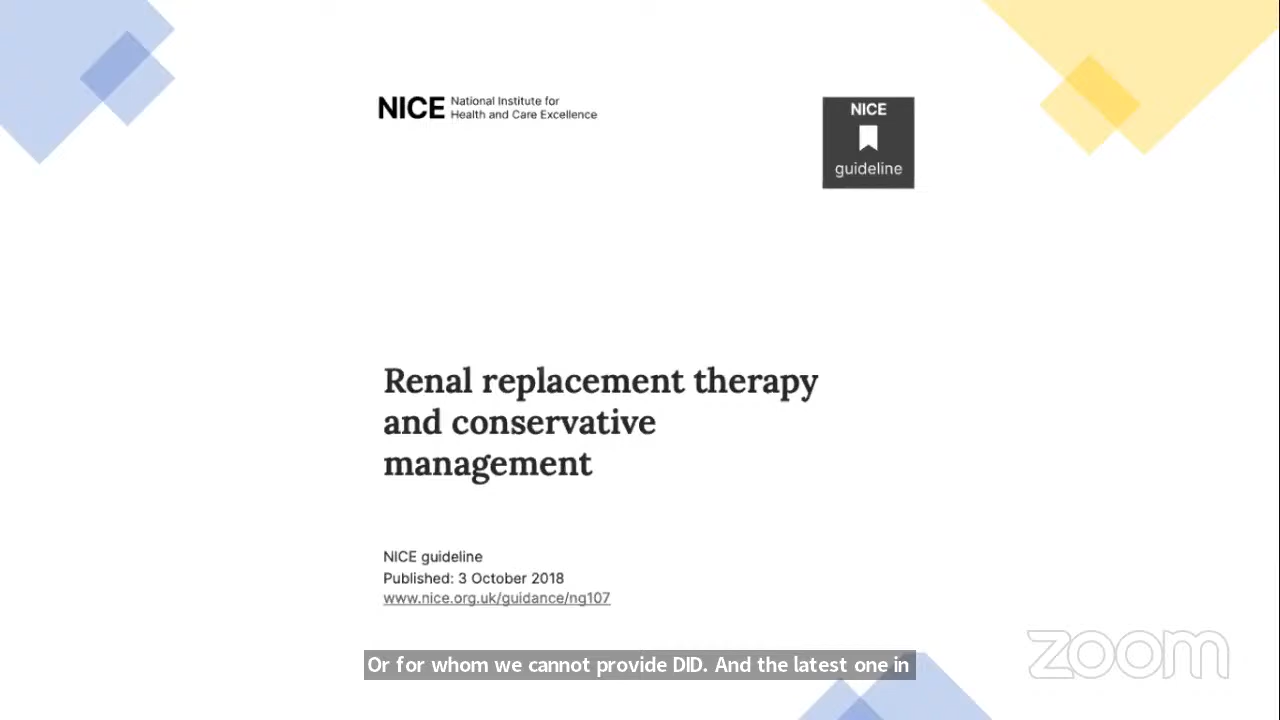 NICE National Institute for
Health and Care Excellence
NICE
guideline
Renal replacement therapy
and conservative
management
NICE guideline
Published: 3 October 2018
www.nice.org.uk/guidance/ng107
Or for whom we cannot provide DID. And the latest one in
zoom